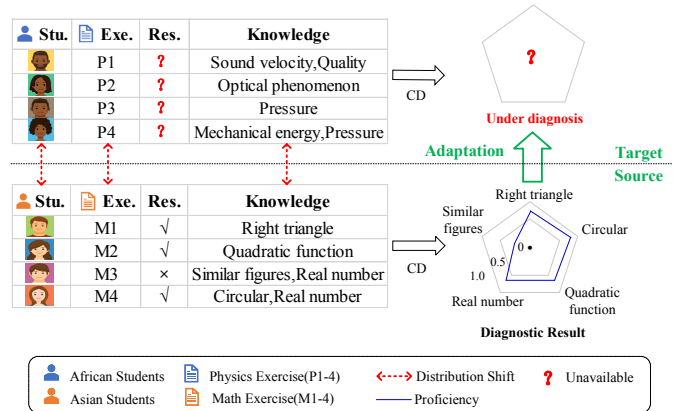 Stu. Exe. Res. Knowledge
P1 ? Sound velocity,Quality
P2 ? Optical phenomenon
P3 ? Pressure
P4 ? Mechanical energy,Pressure
CD
?
Under diagnosis
Adaptation Target
Source
Stu. Exe. Res. Knowledge
M1 √ Right triangle
M2 √ Quadratic function
M3 × Similar figures,Real number
M4 √ Circular,Real number
CD
Right triangle
Similar
figures
Circular
0
0.5
1.0
Real number
Quadratic
function
Diagnostic Result
African Students Physics Exercise(P1-4) Distribution Shift ? Unavailable
Asian Students Math Exercise(M1-4) Proficiency